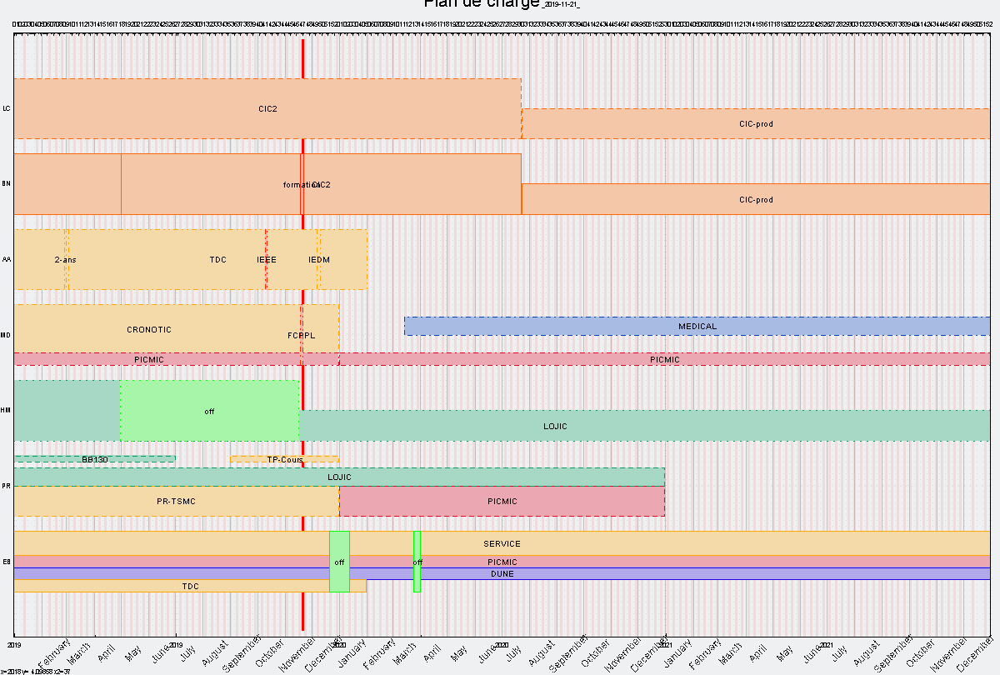 Plan de charge_2019-11-21_
LC
CIC2
CIC-prod
BN
formation
CIC2
CIC-prod
AA
2-ans
TDC
IEEE
IEDM
MO
CRONOTIC
FCPPL
MEDICAL
PICMIC
PICMIC
HM
off
LOJIC
BB130
TP-Cours
PR
LOJIC
PR-TSMC
PICMIC
EB
SERVICE
off
off
PICMIC
DUNE
TDC
2019 February March April May June 2019 July August September October November December 2020 January February March April May June 2020 July August September October November December 2021 January February March April May June 2021 July August September October November December